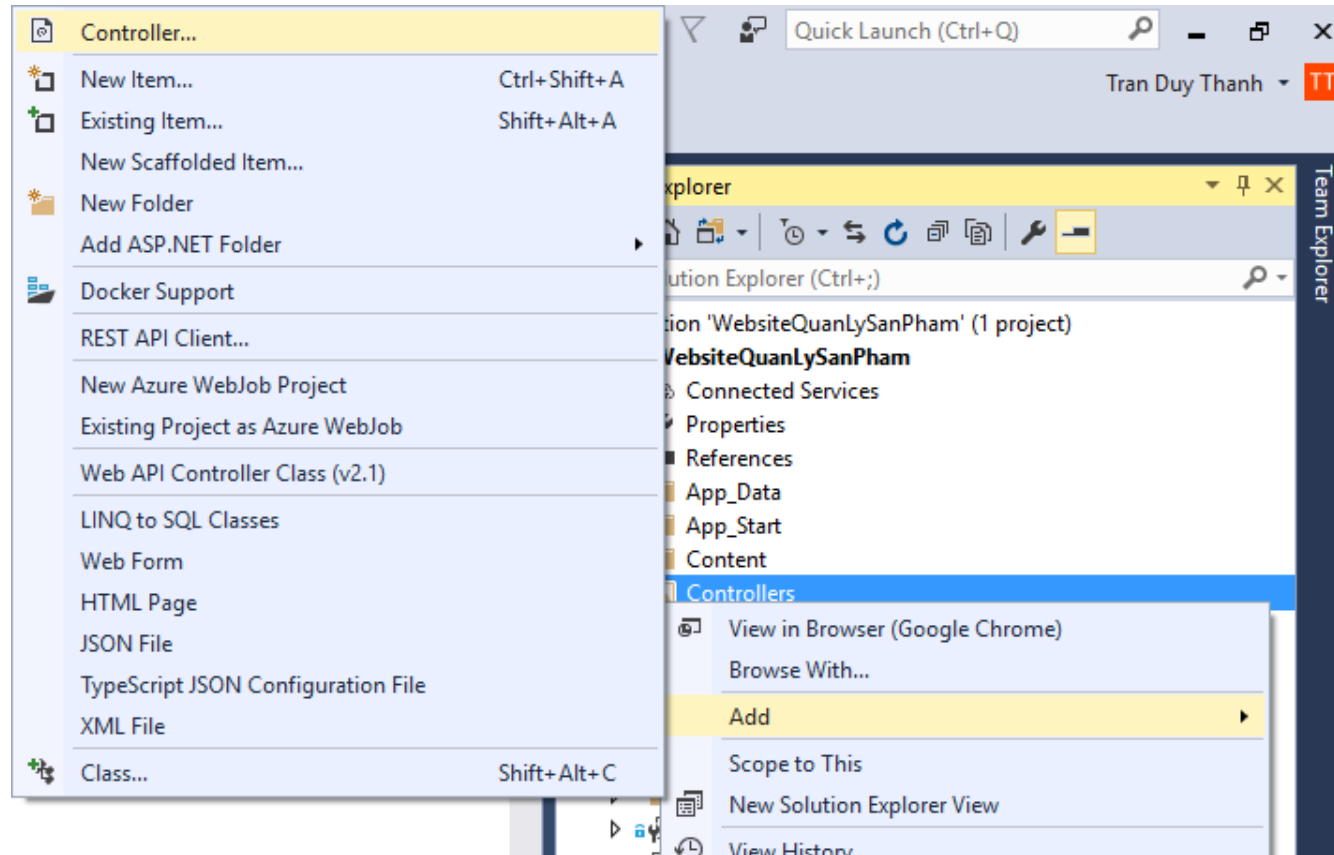 Controller...
New Item... Ctrl+Shift+A
Existing Item... Shift+Alt+A
New Scaffolded Item...
New Folder
Add ASP.NET Folder
Docker Support
REST API Client...
New Azure WebJob Project
Existing Project as Azure WebJob
Web API Controller Class (v2.1)
LINQ to SQL Classes
Web Form
HTML Page
JSON File
TypeScript JSON Configuration File
XML File
Class... Shift+Alt+C
Quick Launch (Ctrl+Q)
Tran Duy Thanh TT
xplorer
ution Explorer (Ctrl+;)
tion 'WebsiteQuanLySanPham' (1 project)
WebsiteQuanLySanPham
Connected Services
Properties
References
App_Data
App_Start
Content
Controllers
View in Browser (Google Chrome)
Browse With...
Add
Scope to This
New Solution Explorer View
View History
Team Explorer